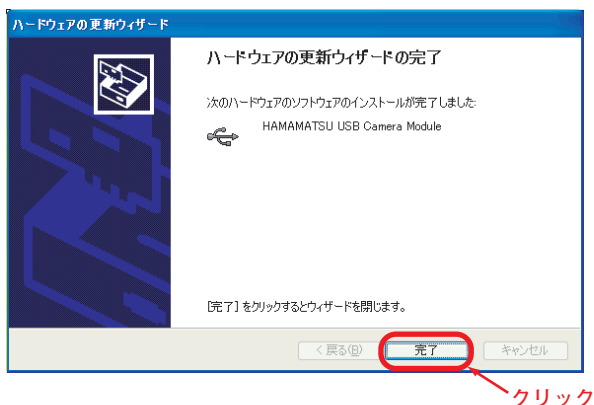 ハードウェアの更新ウィザード
ハードウェアの更新ウィザードの完了
次のハードウェアのソフトウェアのインストールが完了しました:
HAMAMATSU USB Camera Module
[完了] をクリックするとウィザードを閉じます。
< 戻る(B)
完了
キャンセル
クリック